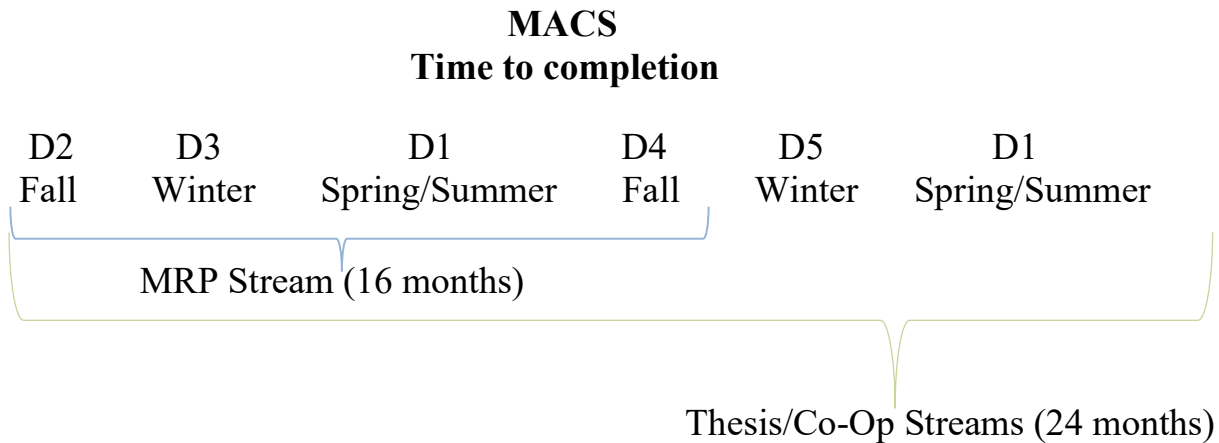 MACS
Time to completion
D2 D3 D1 D4 D5 D1
Fall Winter Spring/Summer Fall Winter Spring/Summer
MRP Stream (16 months)
Thesis/Co-Op Streams (24 months)